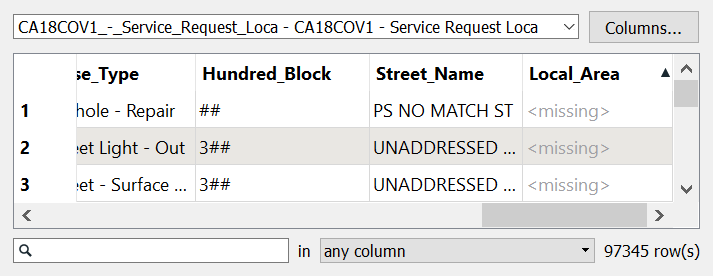 CA18COV1_-_Service_Request_Loca - CA18COV1 - Service Request Loca Columns...
se_Type Hundred_Block Street_Name Local_Area
1 hole - Repair ## PS NO MATCH ST <missing>
2 eet Light - Out 3## UNADDRESSED ... <missing>
3 eet - Surface ... 3## UNADDRESSED ... <missing>
in any column 97345 row(s)